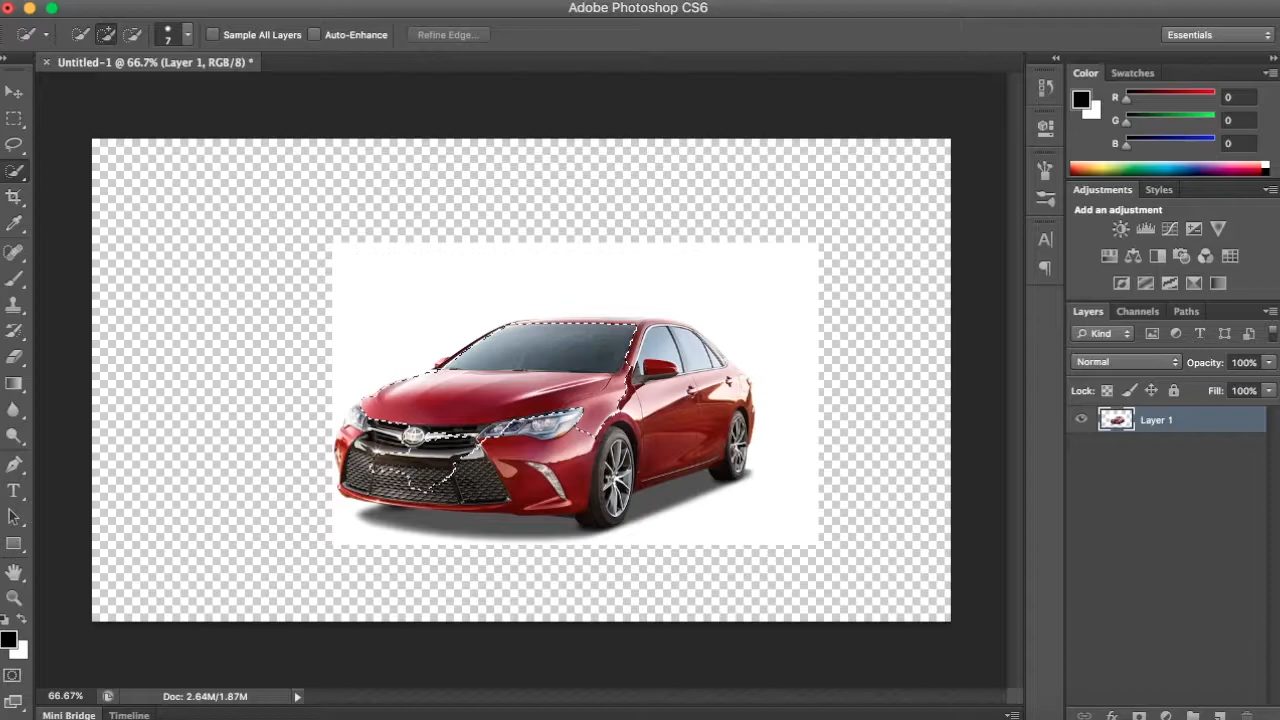 Adobe Photoshop CS6
7
Sample All Layers
Auto-Enhance
Refine Edge...
Essentials
Untitled-1 @ 66.7% (Layer 1, RGB/8) *
Color
Swatches
R
0
G
0
B
0
Adjustments
Styles
Add an adjustment
Layers
Channels
Paths
Kind
Normal
Opacity: 100%
Lock:
Fill: 100%
Layer 1
66.67%
Doc: 2.64M/1.87M
Mini Bridge
Timeline